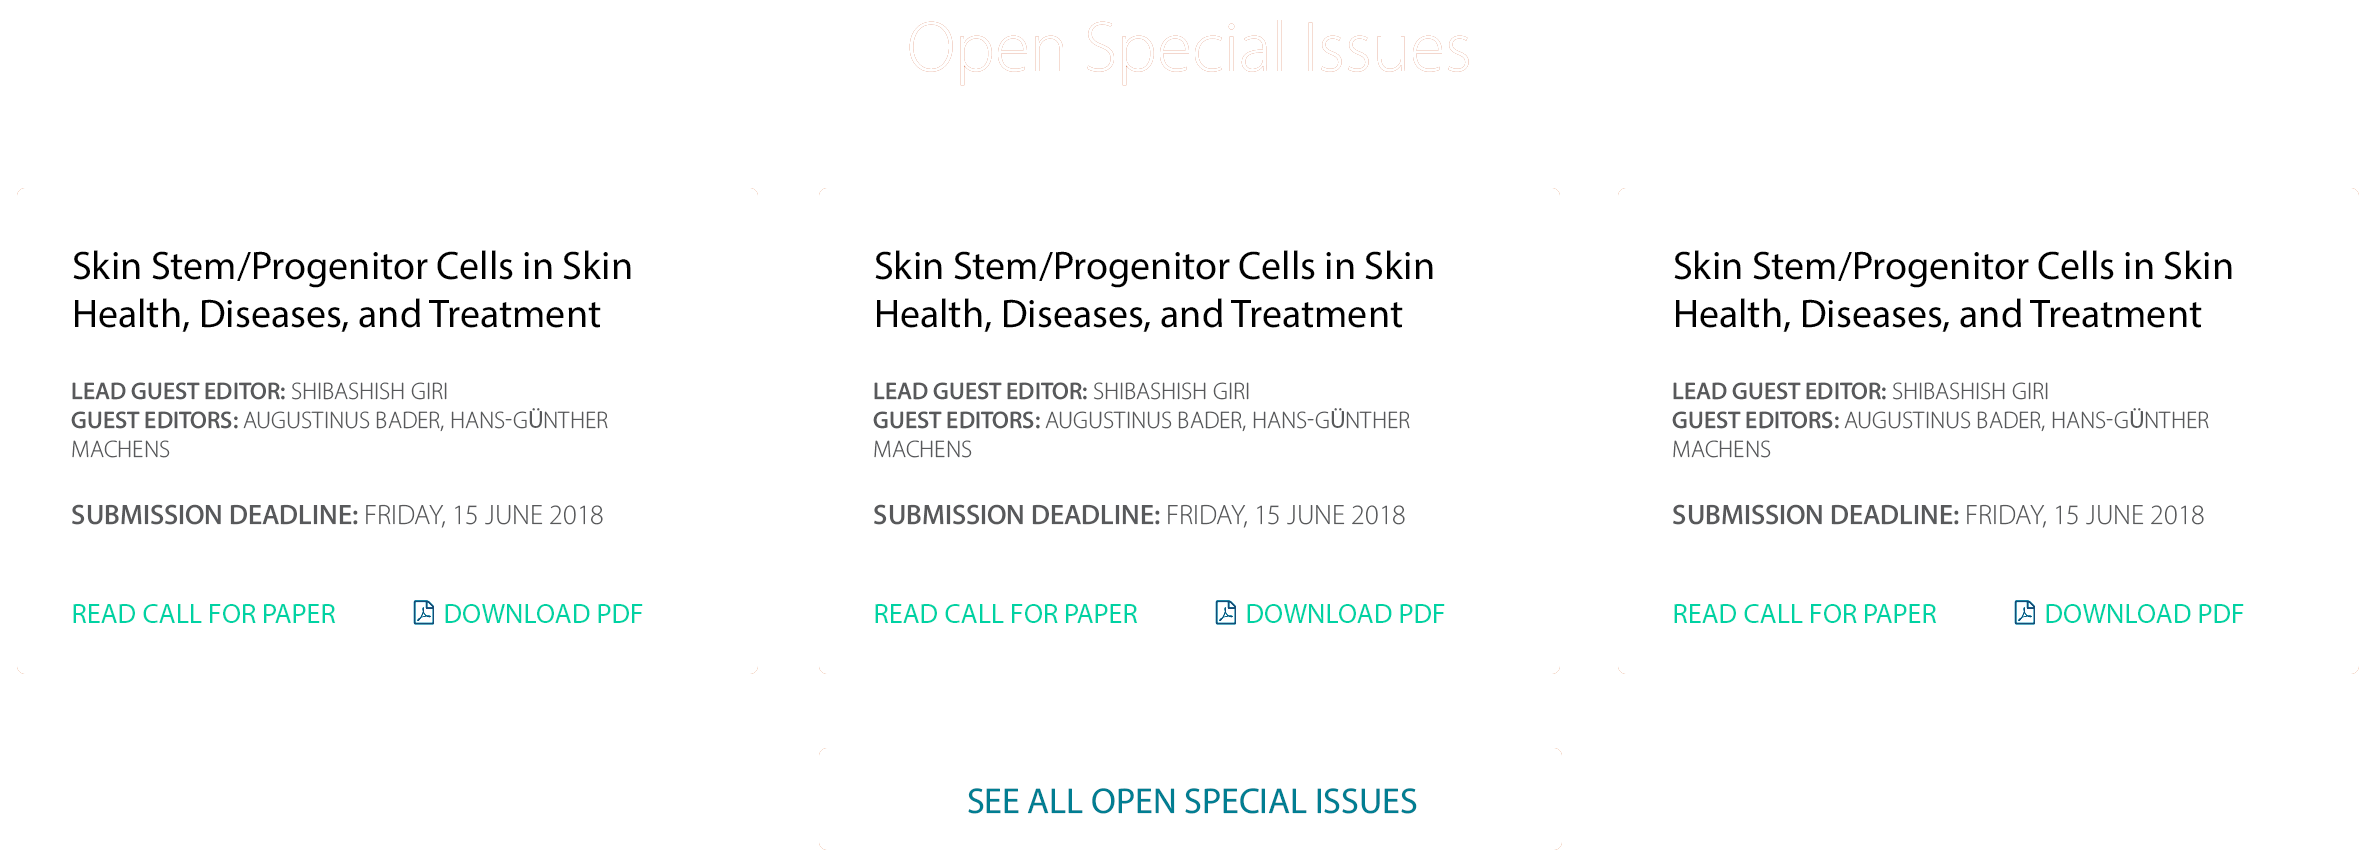 Open Special Issues
Skin Stem/Progenitor Cells in Skin
Health, Diseases, and Treatment
LEAD GUEST EDITOR: SHIBASHISH GIRI
GUEST EDITORS: AUGUSTINUS BADER, HANS-GÜNTHER
MACHENS
SUBMISSION DEADLINE: FRIDAY, 15 JUNE 2018
READ CALL FOR PAPER
DOWNLOAD PDF
Skin Stem/Progenitor Cells in Skin
Health, Diseases, and Treatment
LEAD GUEST EDITOR: SHIBASHISH GIRI
GUEST EDITORS: AUGUSTINUS BADER, HANS-GÜNTHER
MACHENS
SUBMISSION DEADLINE: FRIDAY, 15 JUNE 2018
READ CALL FOR PAPER
DOWNLOAD PDF
Skin Stem/Progenitor Cells in Skin
Health, Diseases, and Treatment
LEAD GUEST EDITOR: SHIBASHISH GIRI
GUEST EDITORS: AUGUSTINUS BADER, HANS-GÜNTHER
MACHENS
SUBMISSION DEADLINE: FRIDAY, 15 JUNE 2018
READ CALL FOR PAPER
DOWNLOAD PDF
SEE ALL OPEN SPECIAL ISSUES